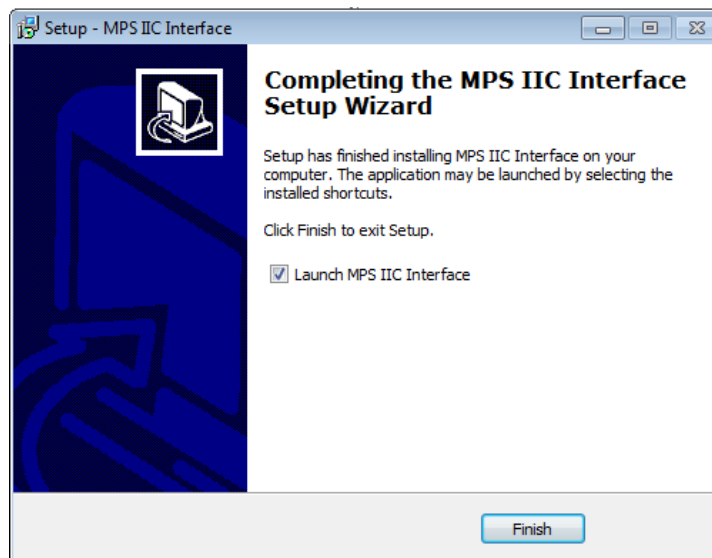 Setup - MPS IIC Interface
Completing the MPS IIC Interface
Setup Wizard
Setup has finished installing MPS IIC Interface on your
computer. The application may be launched by selecting the
installed shortcuts.
Click Finish to exit Setup.
Launch MPS IIC Interface
Finish